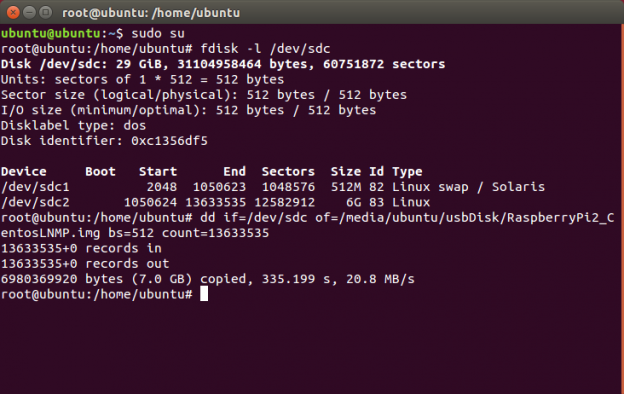 root@ubuntu: /home/ubuntu
ubuntu@ubuntu:~$ sudo su
root@ubuntu:/home/ubuntu# fdisk -l /dev/sdc
Disk /dev/sdc: 29 GiB, 31104958464 bytes, 60751872 sectors
Units: sectors of 1 * 512 = 512 bytes
Sector size (logical/physical): 512 bytes / 512 bytes
I/O size (minimum/optimal): 512 bytes / 512 bytes
Disklabel type: dos
Disk identifier: 0xc1356df5
Device     Boot   Start      End  Sectors  Size Id Type
/dev/sdc1          2048  1050623  1048576  512M 82 Linux swap / Solaris
/dev/sdc2       1050624 13633535 12582912    6G 83 Linux
root@ubuntu:/home/ubuntu# dd if=/dev/sdc of=/media/ubuntu/usbDisk/RaspberryPi2_C
entosLNMP.img bs=512 count=13633535
13633535+0 records in
13633535+0 records out
6980369920 bytes (7.0 GB) copied, 335.199 s, 20.8 MB/s
root@ubuntu:/home/ubuntu#